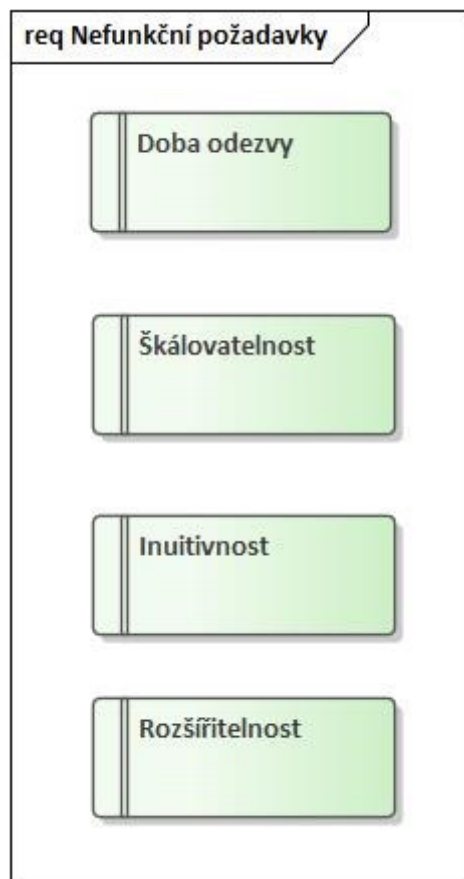 req Nefunkční požadavky
Doba odezvy
Škálovatelnost
Inuitivnost
Rozšířitelnost